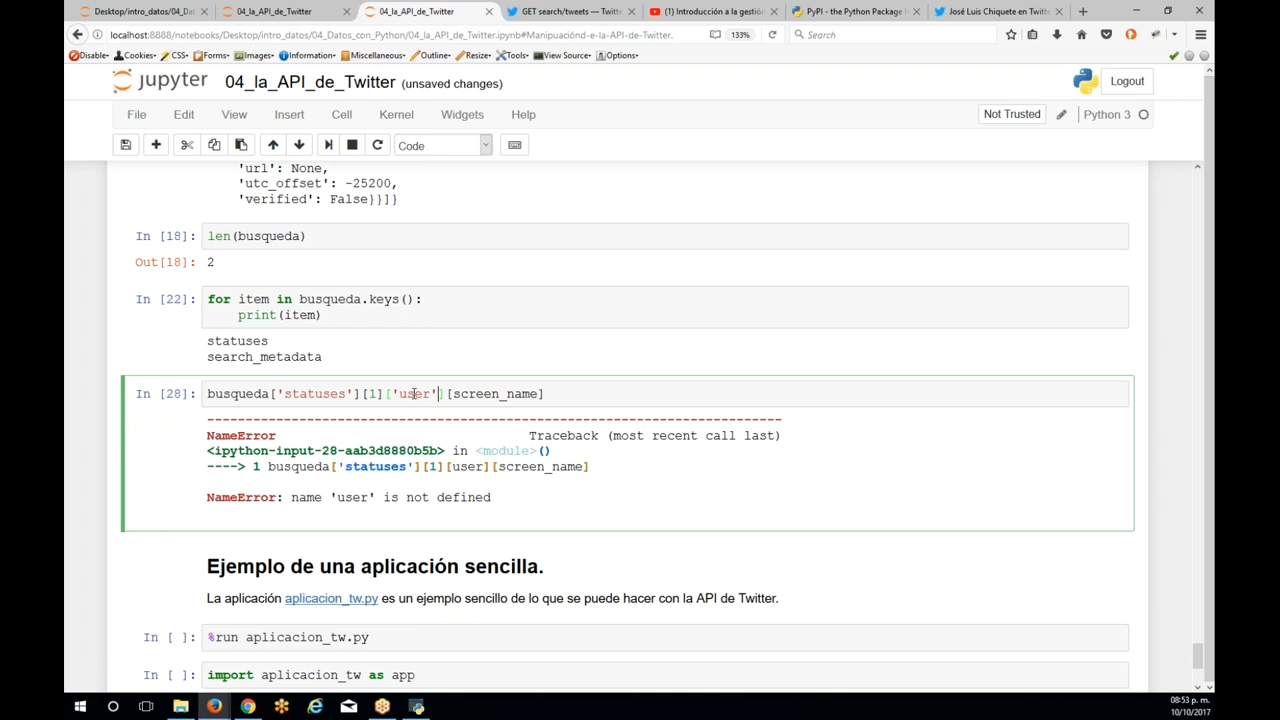 Desktop/intro_datos/04_Da
04_la_API_de_Twitter
04_la_API_de_Twitter
GET search/tweets — Twitte
(1) Introducción a la gestión
PyPI - the Python Package I
José Luis Chiquete en Twitte
localhost:8888/notebooks/Desktop/intro_datos/04_Datos_con_Python/04_la_API_de_Twitter.ipynb#Manipuaciónd-e-la-API-de-Twitter.
133%
Search
Disable
Cookies
CSS
Forms
Images
Information
Miscellaneous
Outline
Resize
Tools
View Source
Options
jupyter
04_la_API_de_Twitter (unsaved changes)
Logout
File Edit View Insert Cell Kernel Widgets Help
Not Trusted
Python 3
Code
'url': None,
'utc_offset': -25200,
'verified': False}}]}
In [18]: len(busqueda)
Out[18]: 2
In [22]: for item in busqueda.keys():
print(item)
statuses
search_metadata
In [28]: busqueda['statuses'][1]['user'][screen_name]
---------------------------------------------------------------------------
NameError Traceback (most recent call last)
<ipython-input-28-aab3d8880b5b> in <module>()
----> 1 busqueda['statuses'][1][user][screen_name]
NameError: name 'user' is not defined
Ejemplo de una aplicación sencilla.
La aplicación aplicacion_tw.py es un ejemplo sencillo de lo que se puede hacer con la API de Twitter.
In [ ]: %run aplicacion_tw.py
In [ ]: import aplicacion_tw as app
08:53 p. m.
10/10/2017